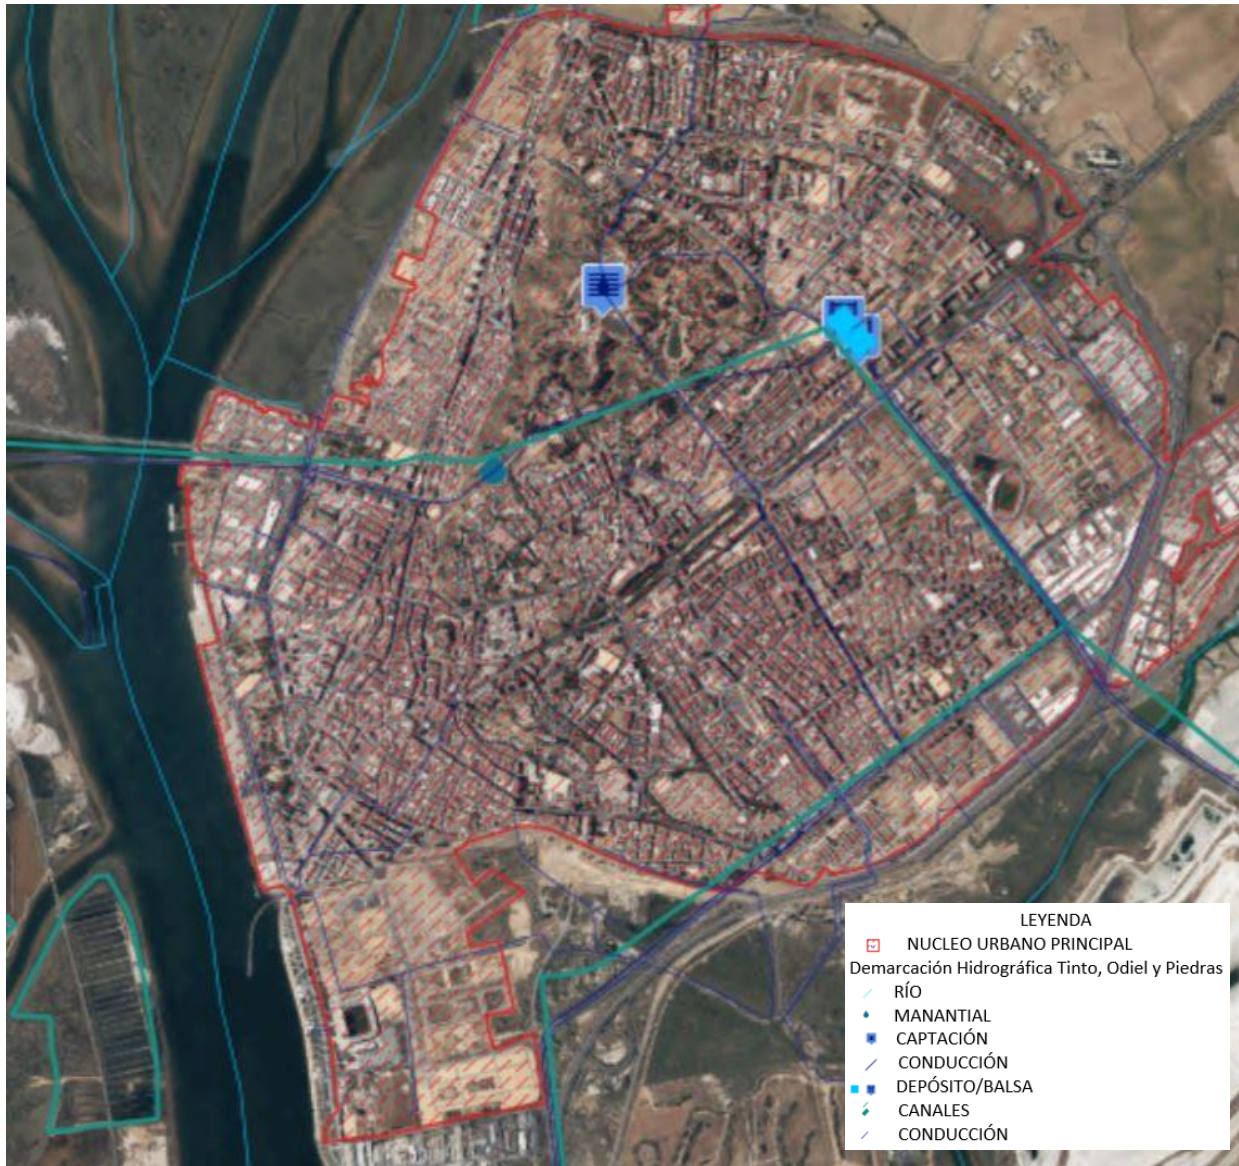 LEYENDA
NUCLEO URBANO PRINCIPAL
Demarcación Hidrográfica Tinto, Odiel y Piedras
RÍO
MANANTIAL
CAPTACIÓN
CONDUCCIÓN
DEPÓSITO/BALSA
CANALES
CONDUCCIÓN